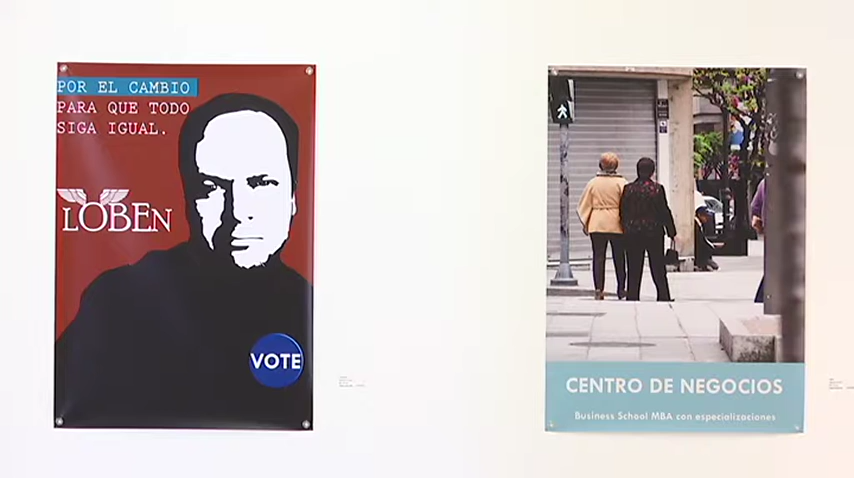 POR EL CAMBIO
PARA QUE TODO
SIGA IGUAL.
LOBEN
VOTE
CENTRO DE NEGOCIOS
Business School MBA con especializaciones